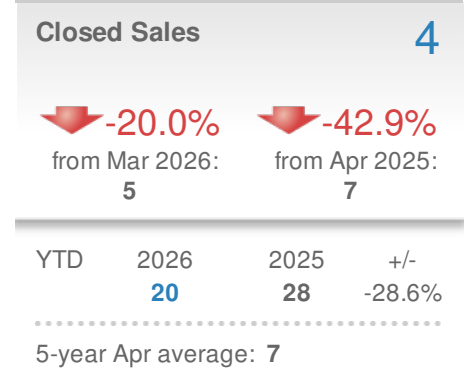 Closed Sales 4
-20.0% -42.9%
from Mar 2026: from Apr 2025:
5 7
YTD 2026 2025 +/-
20 28 -28.6%
5-year Apr average: 7